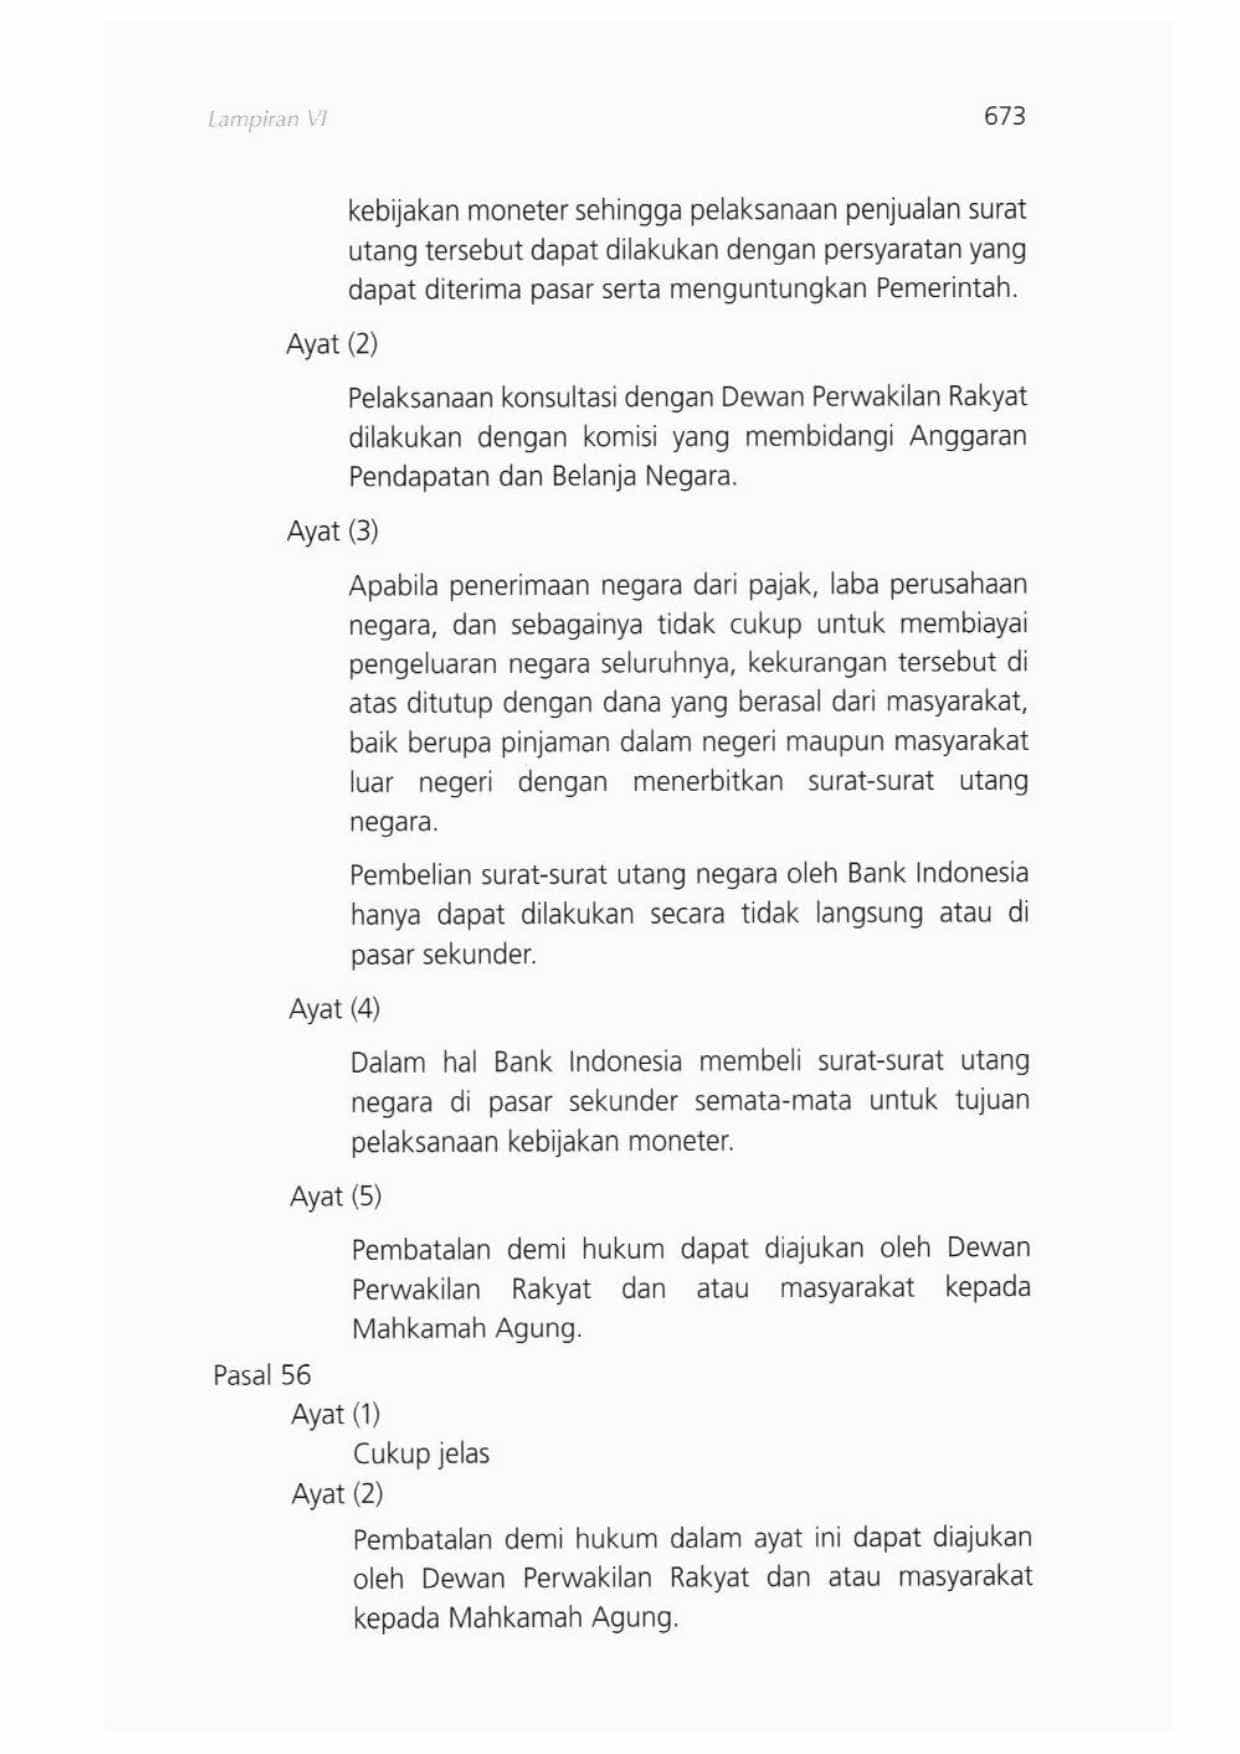 Lampiran VI
673
kebijakan moneter sehingga pelaksanaan penjualan surat
utang tersebut dapat dilakukan dengan persyaratan yang
dapat diterima pasar serta menguntungkan Pemerintah.
Ayat (2)
Pelaksanaan konsultasi dengan Dewan Perwakilan Rakyat
dilakukan dengan komisi yang membidangi Anggaran
Pendapatan dan Belanja Negara.
Ayat (3)
Apabila penerimaan negara dari pajak, laba perusahaan
negara, dan sebagainya tidak cukup untuk membiayai
pengeluaran negara seluruhnya, kekurangan tersebut di
atas ditutup dengan dana yang berasal dari masyarakat,
baik berupa pinjaman dalam negeri maupun masyarakat
luar negeri dengan menerbitkan surat-surat utang
negara.
Pembelian surat-surat utang negara oleh Bank Indonesia
hanya dapat dilakukan secara tidak langsung atau di
pasar sekunder.
Ayat (4)
Dalam hal Bank Indonesia membeli surat-surat utang
negara di pasar sekunder semata-mata untuk tujuan
pelaksanaan kebijakan moneter.
Ayat (5)
Pembatalan demi hukum dapat diajukan oleh Dewan
Perwakilan Rakyat dan atau masyarakat kepada
Mahkamah Agung.
Pasal 56
Ayat (1)
Cukup jelas
Ayat (2)
Pembatalan demi hukum dalam ayat ini dapat diajukan
oleh Dewan Perwakilan Rakyat dan atau masyarakat
kepada Mahkamah Agung.